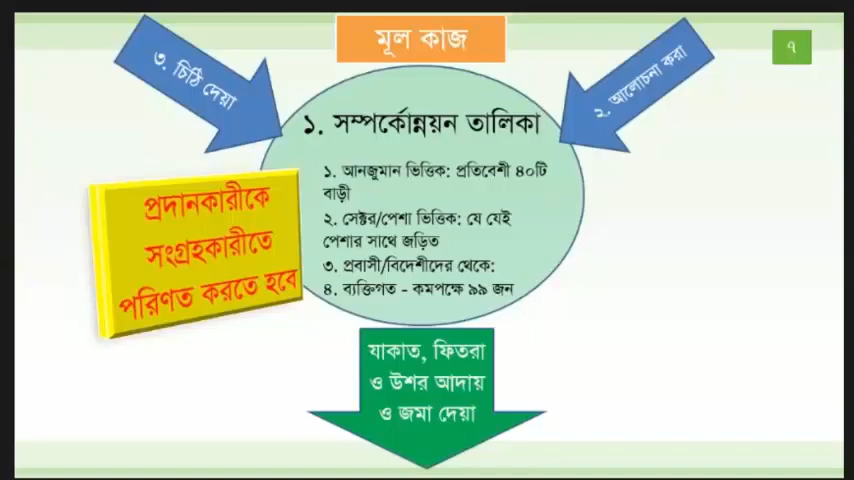 মূল কাজ
৭
৩. চিঠি দেয়া
২. আলোচনা করা
১. সম্পর্কোন্নয়ন তালিকা
১. আনজুমান ভিত্তিক: প্রতিবেশী ৪০টি
বাড়ী
২. সেক্টর/পেশা ভিত্তিক: যে যেই
পেশার সাথে জড়িত
৩. প্রবাসী/বিদেশীদের থেকে:
৪. ব্যক্তিগত - কমপক্ষে ৯৯ জন
প্রদানকারীকে
সংগ্রহকারীতে
পরিণত করতে হবে
যাকাত, ফিতরা
ও উশর আদায়
ও জমা দেয়া